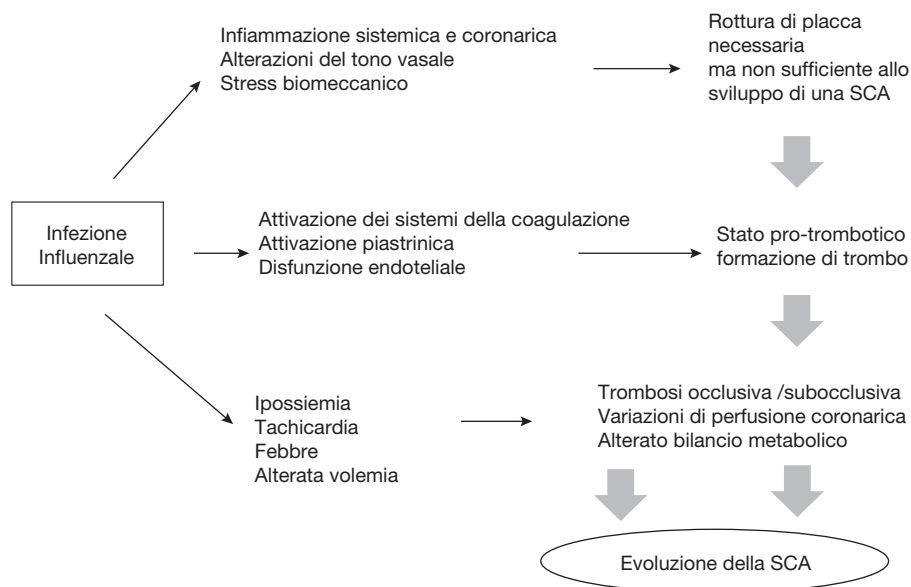 Infiammazione sistemica e coronarica
Alterazioni del tono vasale
Stress biomeccanico
Rottura di placca
necessaria
ma non sufficiente allo
sviluppo di una SCA
Infezione
Influenzale
Attivazione dei sistemi della coagulazione
Attivazione piastrinica
Disfunzione endoteliale
Stato pro-trombotico
formazione di trombo
Ipossiemia
Tachicardia
Febbre
Alterata volemia
Trombosi occlusiva /subocclusiva
Variazioni di perfusione coronarica
Alterato bilancio metabolico
Evoluzione della SCA